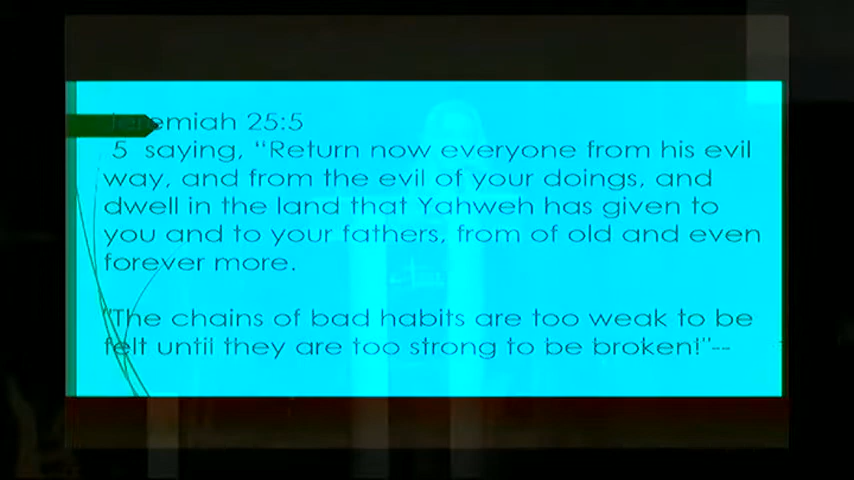 Jeremiah 25:5
5 saying, “Return now everyone from his evil
way, and from the evil of your doings, and
dwell in the land that Yahweh has given to
you and to your fathers, from of old and even
forever more.
"The chains of bad habits are too weak to be
felt until they are too strong to be broken!"--